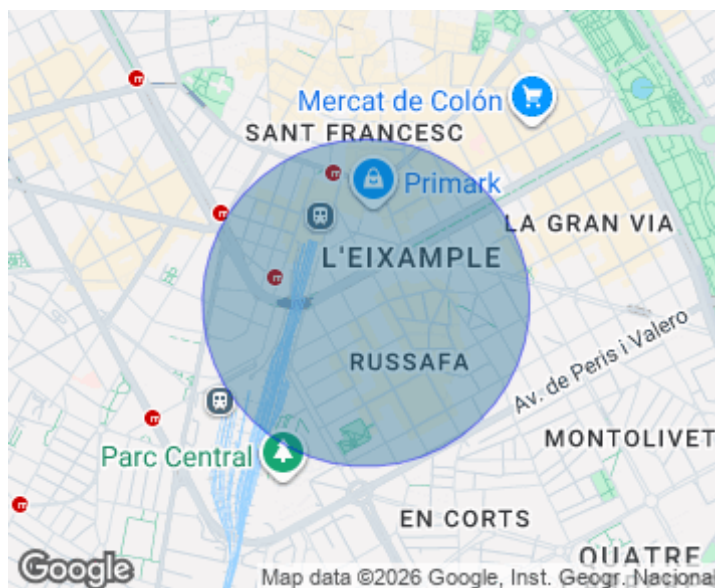 Mercat de Colón
SANT FRANCESC
Primark
LA GRAN VIA
L'EIXAMPLE
RUSSAFA
Av. de Peris i Valero
MONTOLIVET
Parc Central
EN CORTS
QUATRE
Google
Map data ©2026 Google, Inst. Geogr. Nacional